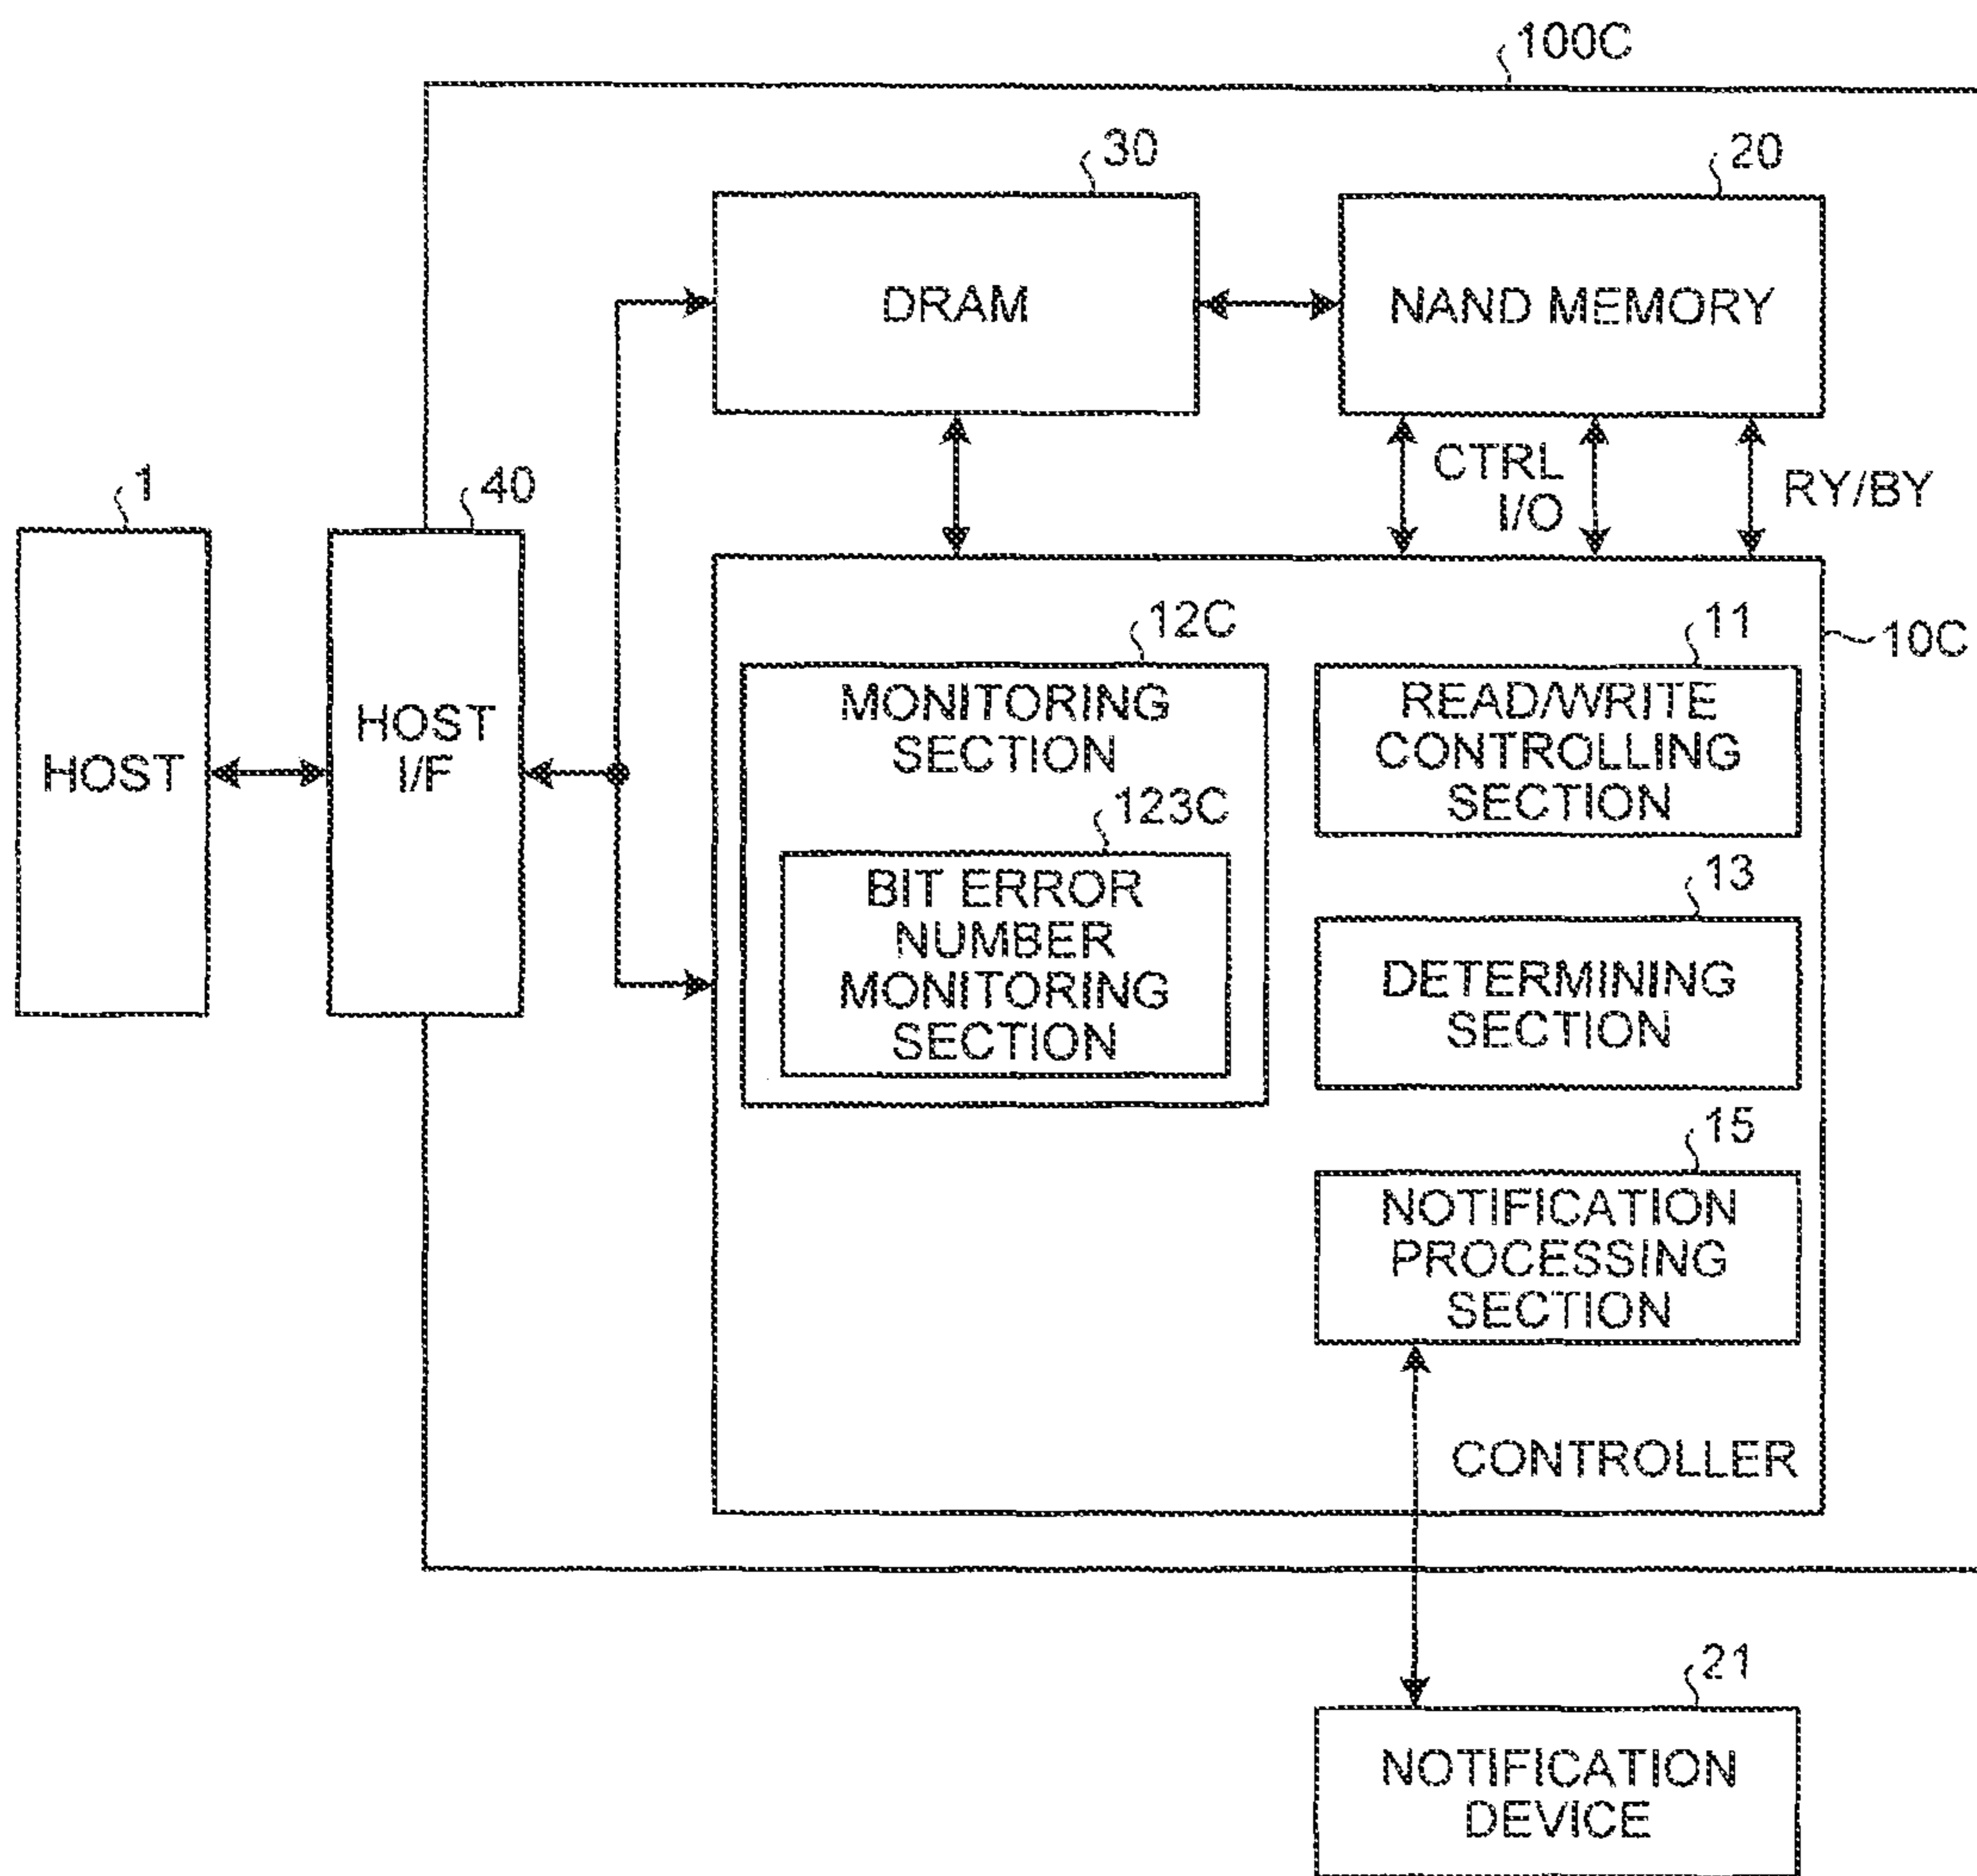 100C
30
20
DRAM
NAND MEMORY
1
40
CTRL
I/O
RY/BY
HOST
HOST
I/F
12C
11
10C
MONITORING
SECTION
READ/WRITE
CONTROLLING
SECTION
123C
BIT ERROR
NUMBER
MONITORING
SECTION
13
DETERMINING
SECTION
15
NOTIFICATION
PROCESSING
SECTION
CONTROLLER
21
NOTIFICATION
DEVICE